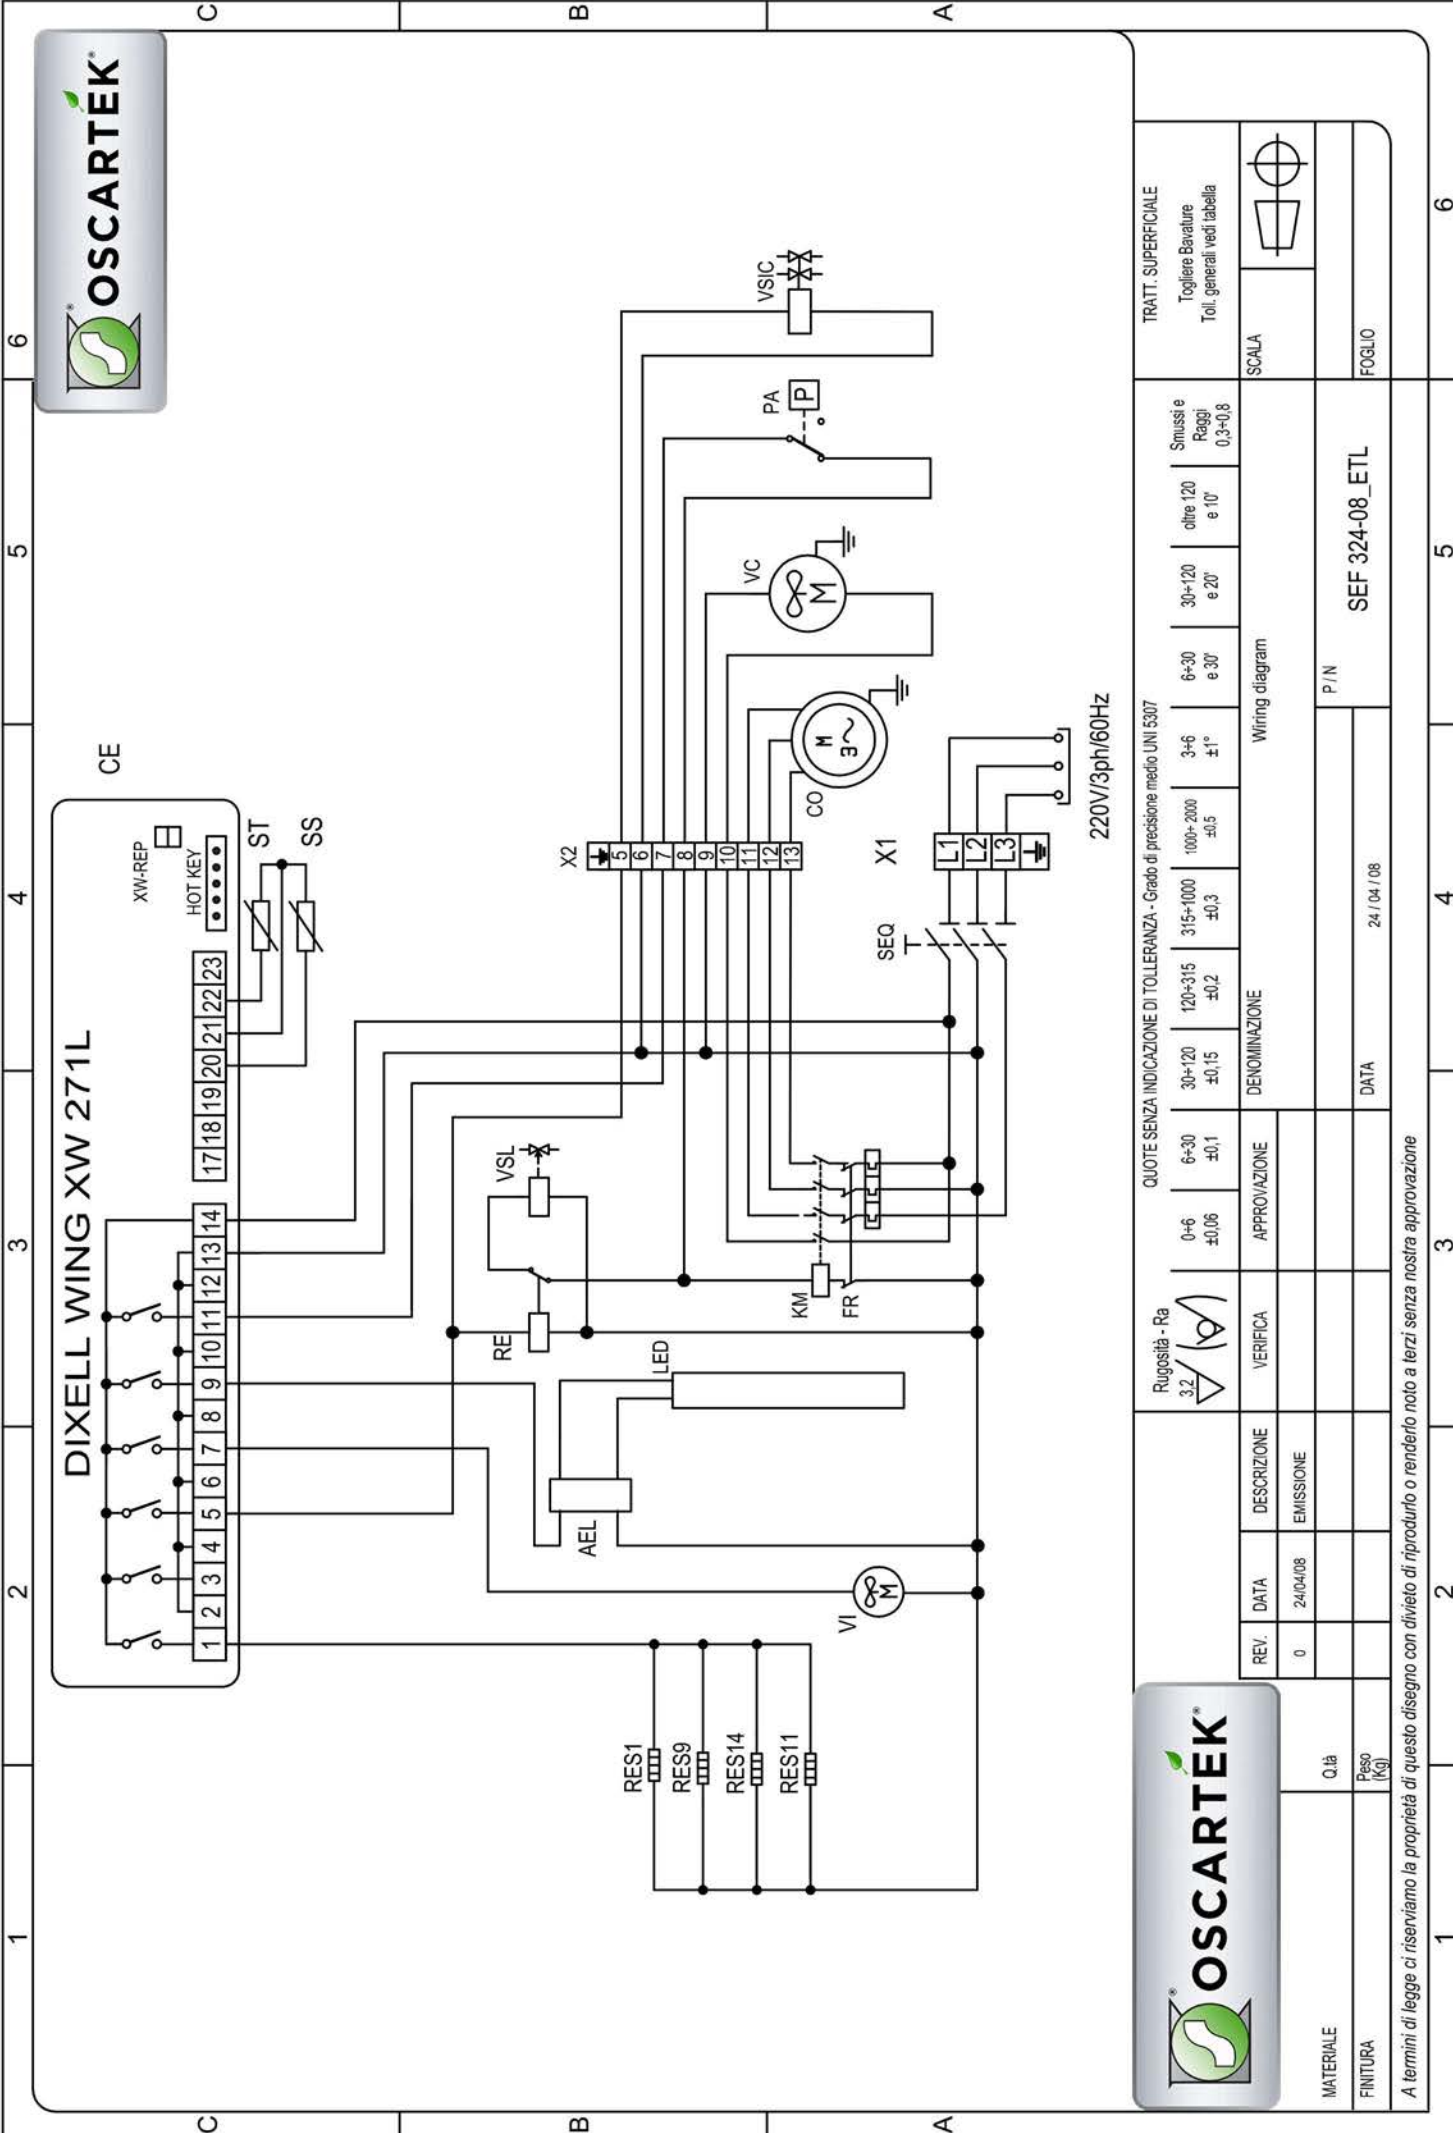 1
2
3
4
5
6
C
B
A
OSCARTEK®
DIXELL WING XW 271L
CE
XW-REP
HOT KEY
1 2 3 4 5 6 7 8 9 10 11 12 13 14
17 18 19 20 21 22 23
ST
SS
X2
5
6
7
8
9
10
11
12
13
VSL
RE
LED
AEL
VI
RES1
RES9
RES14
RES11
KM
FR
SEQ
X1
L1
L2
L3
CO
M
3~
VC
M
PA
P
VSIC
M
220V/3ph/60Hz
OSCARTEK®
Rugosità - Ra
3,2
QUOTE SENZA INDICAZIONE DI TOLLERANZA - Grado di precisione medio UNI 5307
0÷6
±0,06
6÷30
±0,1
30÷120
±0,15
120÷315
±0,2
315÷1000
±0,3
1000÷2000
±0,5
3÷6
±1°
6÷30
e 30'
30÷120
e 20'
oltre 120
e 10'
Smussi e
Raggi
0,3÷0,8
TRATT. SUPERFICIALE
Togliere Bavature
Toll. generali vedi tabella
REV.
DATA
DESCRIZIONE
VERIFICA
APPROVAZIONE
DENOMINAZIONE
SCALA
0
24/04/08
EMISSIONE
Wiring diagram
MATERIALE
Q.tà
P / N
SEF 324-08_ETL
FINITURA
Peso
(Kg)
DATA
24 / 04 / 08
FOGLIO
A termini di legge ci riserviamo la proprietà di questo disegno con divieto di riprodurlo o renderlo noto a terzi senza nostra approvazione
1
2
3
4
5
6
C
B
A